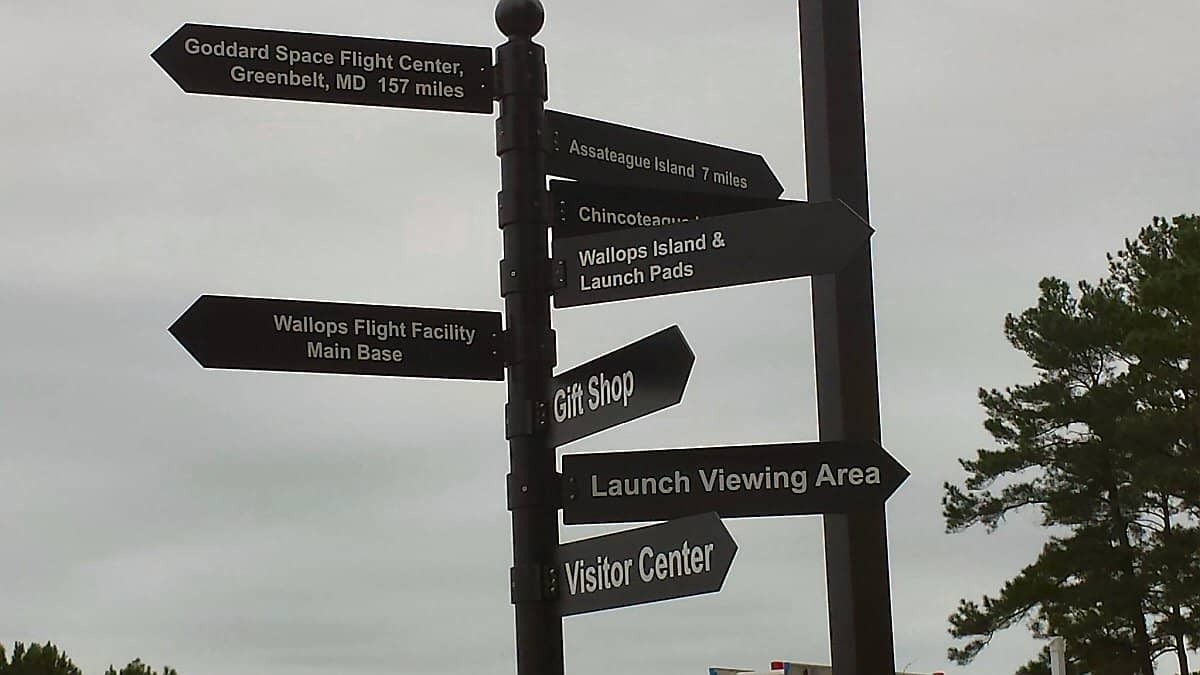 Goddard Space Flight Center,
Greenbelt, MD 157 miles
Assateague Island 7 miles
Chincoteague
Wallops Island &
Launch Pads
Wallops Flight Facility
Main Base
Gift Shop
Launch Viewing Area
Visitor Center